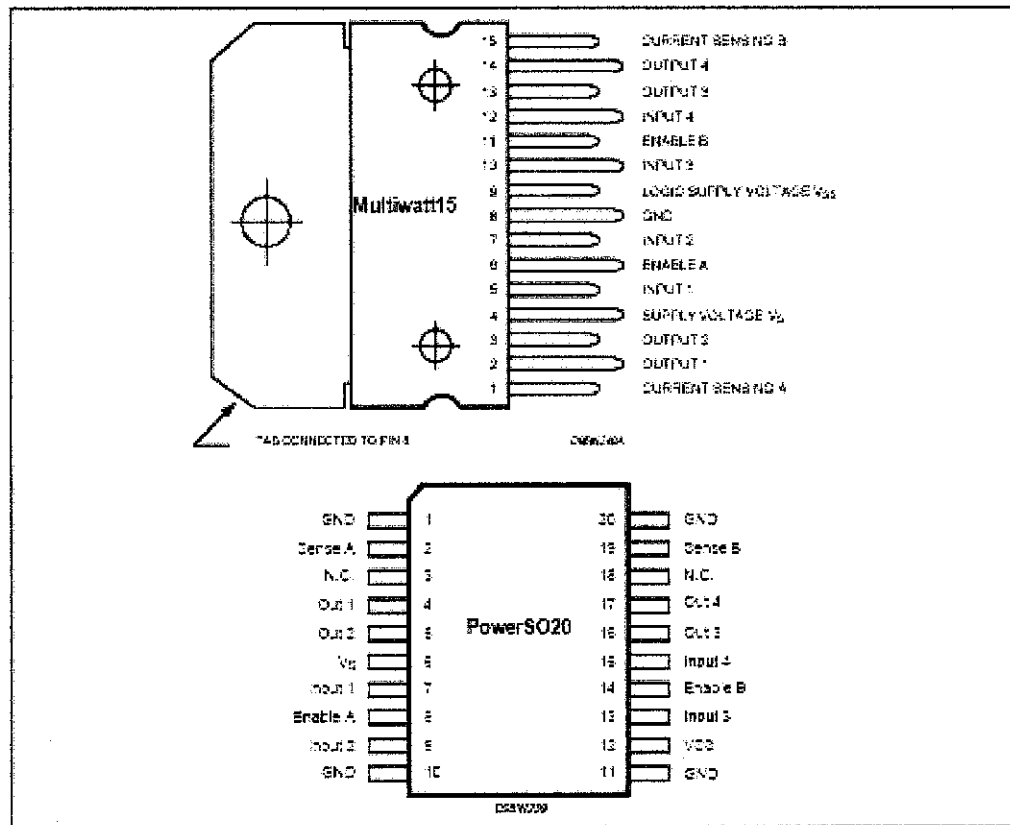 15 CURRENT SENSING B
14 OUTPUT 4
13 OUTPUT 3
12 INPUT 4
11 ENABLE B
10 INPUT 3
9 LOGIC SUPPLY VOLTAGE VSS
8 GND
7 INPUT 2
6 ENABLE A
5 INPUT 1
4 SUPPLY VOLTAGE VS
3 OUTPUT 2
2 OUTPUT 1
1 CURRENT SENSING A
Multiwatt15
TAB CONNECTED TO PIN 8
GND 1 20 GND
Sense A 2 19 Sense B
N.C. 3 18 N.C.
Out 1 4 17 Out 4
Out 2 5 16 Out 3
VS 6 15 Input 4
Input 1 7 14 Enable B
Enable A 8 13 Input 3
Input 2 9 12 VSS
GND 10 11 GND
PowerSO20